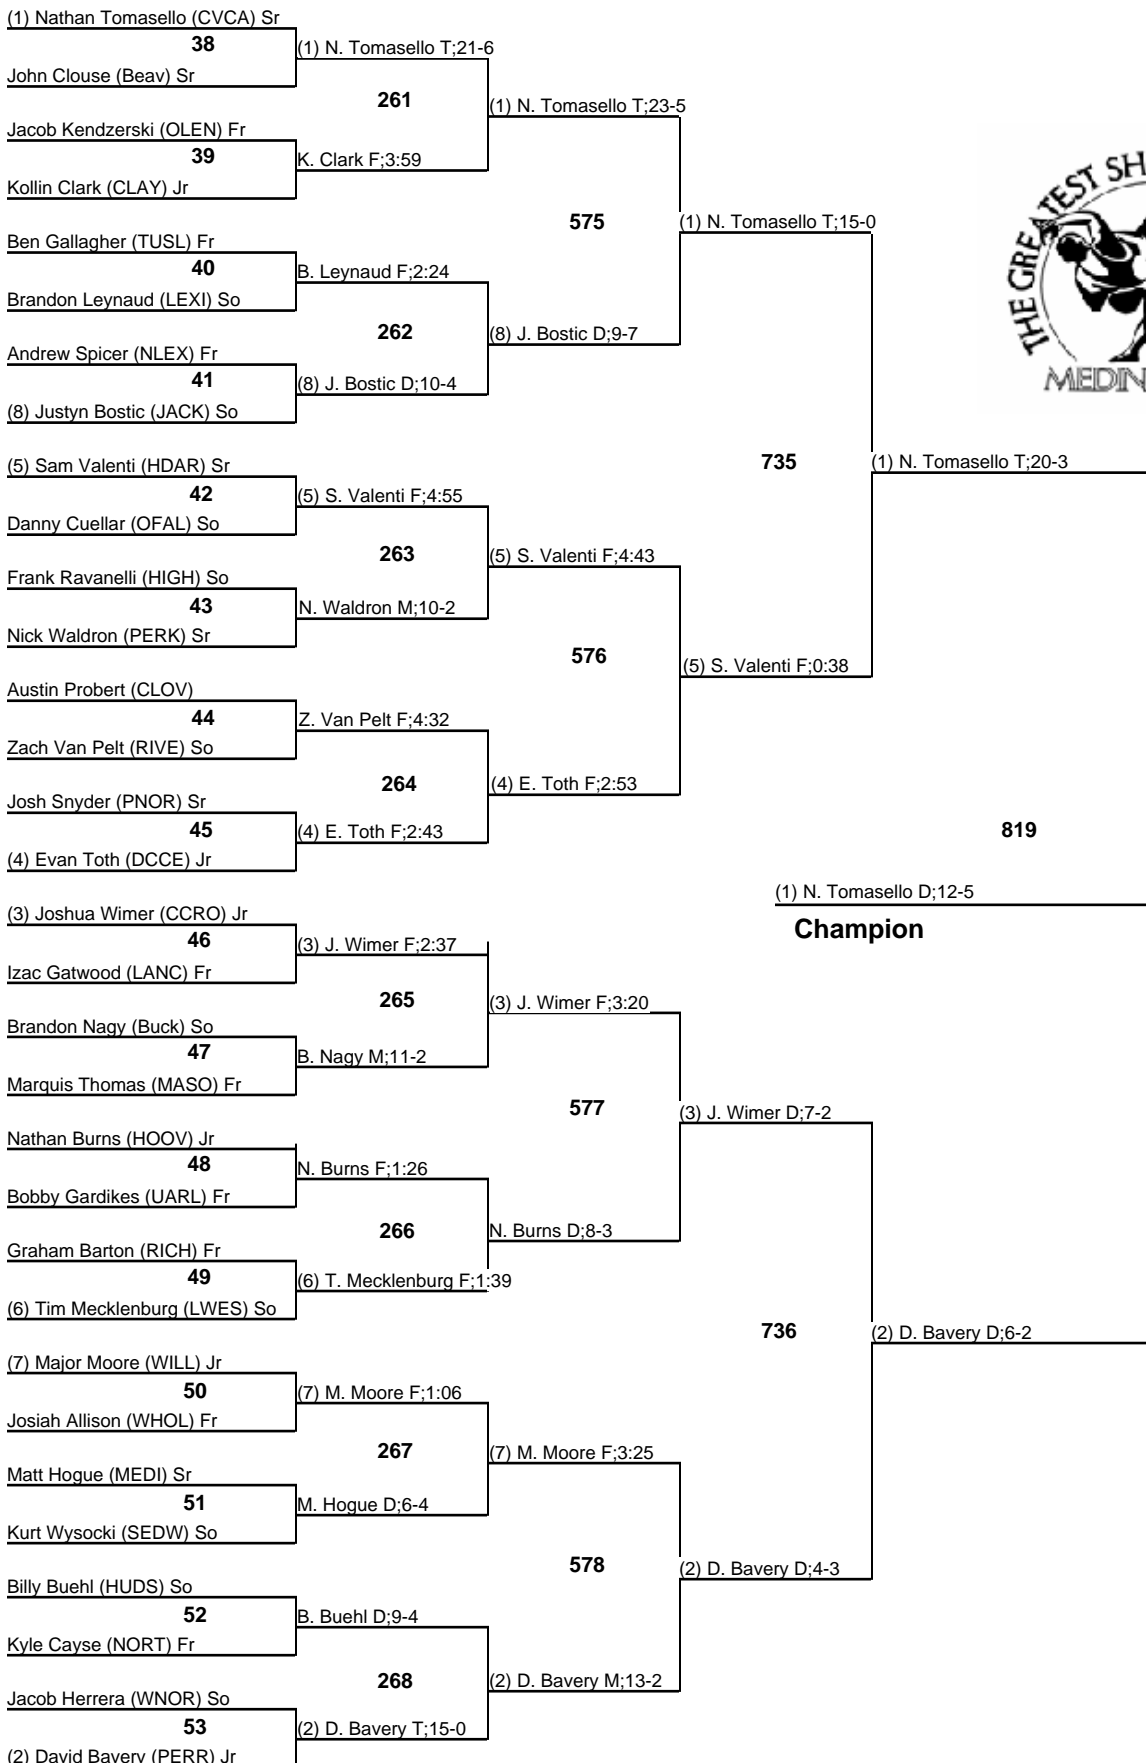 (1) Nathan Tomasello (CVCA) Sr
38
(1) N. Tomasello T;21-6
John Clouse (Beav) Sr
261
(1) N. Tomasello T;23-5
Jacob Kendzerski (OLEN) Fr
39
K. Clark F;3:59
Kollin Clark (CLAY) Jr
575
(1) N. Tomasello T;15-0
Ben Gallagher (TUSL) Fr
40
B. Leynaud F;2:24
Brandon Leynaud (LEXI) So
262
(8) J. Bostic D;9-7
Andrew Spicer (NLEX) Fr
41
(8) J. Bostic D;10-4
(8) Justyn Bostic (JACK) So
THE GREATEST SH
MEDIN
735
(1) N. Tomasello T;20-3
(5) Sam Valenti (HDAR) Sr
42
(5) S. Valenti F;4:55
Danny Cuellar (OFAL) So
263
(5) S. Valenti F;4:43
Frank Ravanelli (HIGH) So
43
N. Waldron M;10-2
Nick Waldron (PERK) Sr
576
(5) S. Valenti F;0:38
Austin Probert (CLOV)
44
Z. Van Pelt F;4:32
Zach Van Pelt (RIVE) So
264
(4) E. Toth F;2:53
Josh Snyder (PNOR) Sr
45
(4) E. Toth F;2:43
(4) Evan Toth (DCCE) Jr
819
(1) N. Tomasello D;12-5
Champion
(3) Joshua Wimer (CCRO) Jr
46
(3) J. Wimer F;2:37
Izac Gatwood (LANC) Fr
265
(3) J. Wimer F;3:20
Brandon Nagy (Buck) So
47
B. Nagy M;11-2
Marquis Thomas (MASO) Fr
577
(3) J. Wimer D;7-2
Nathan Burns (HOOV) Jr
48
N. Burns F;1:26
Bobby Gardikes (UARL) Fr
266
N. Burns D;8-3
Graham Barton (RICH) Fr
49
(6) T. Mecklenburg F;1:39
(6) Tim Mecklenburg (LWES) So
736
(2) D. Bavery D;6-2
(7) Major Moore (WILL) Jr
50
(7) M. Moore F;1:06
Josiah Allison (WHOL) Fr
267
(7) M. Moore F;3:25
Matt Hogue (MEDI) Sr
51
M. Hogue D;6-4
Kurt Wysocki (SEDW) So
578
(2) D. Bavery D;4-3
Billy Buehl (HUDS) So
52
B. Buehl D;9-4
Kyle Cayse (NORT) Fr
268
(2) D. Bavery M;13-2
Jacob Herrera (WNOR) So
53
(2) D. Bavery T;15-0
(2) David Bavery (PERR) Jr